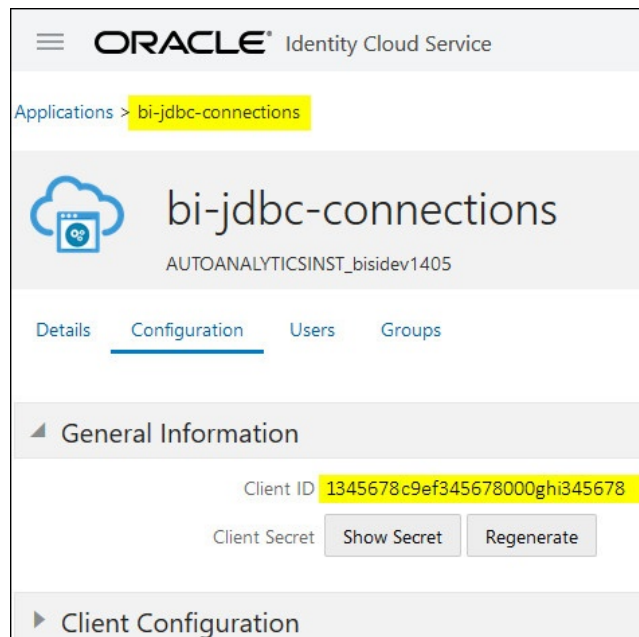 ORACLE® Identity Cloud Service
Applications > bi-jdbc-connections
bi-jdbc-connections
AUTOANALYTICSINST_bisidev1405
Details Configuration Users Groups
General Information
Client ID 1345678c9ef345678000ghi345678
Client Secret Show Secret Regenerate
Client Configuration